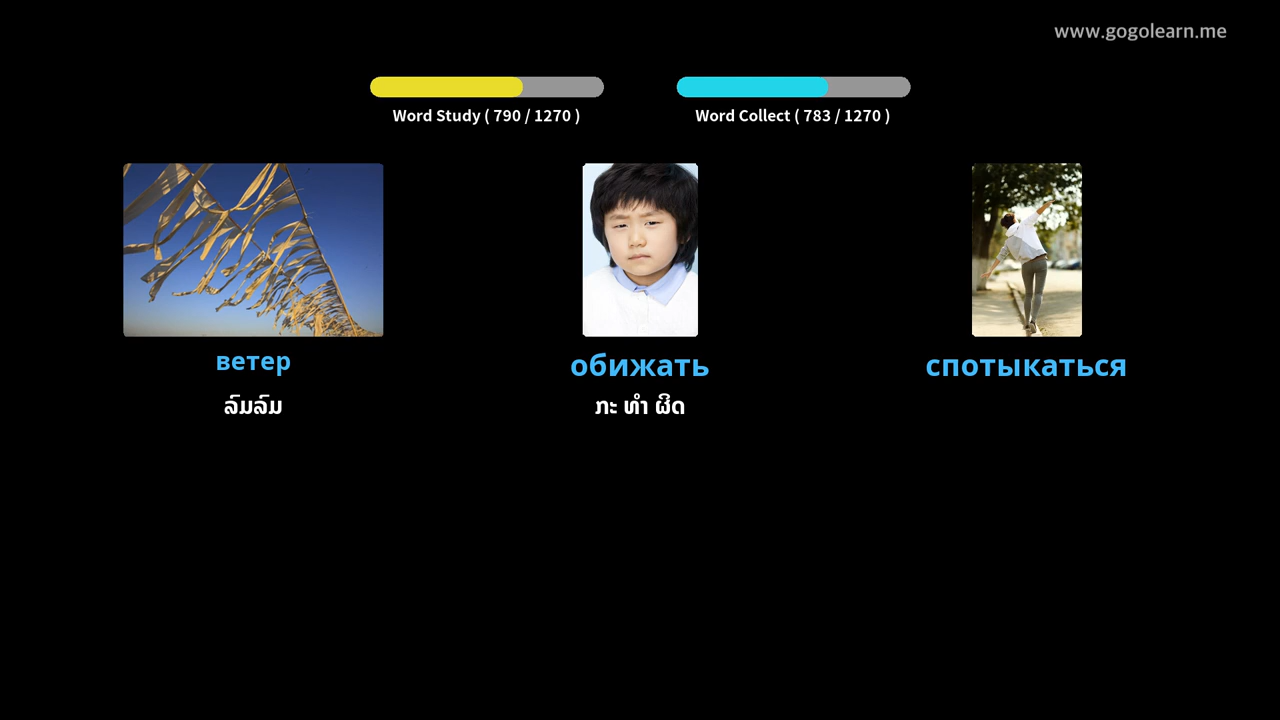 www.gogolearn.me
Word Study ( 790 / 1270 )
Word Collect ( 783 / 1270 )
ветер
обижать
спотыкаться
ລົມລົມ
ກະ ທຳ ຜິດ